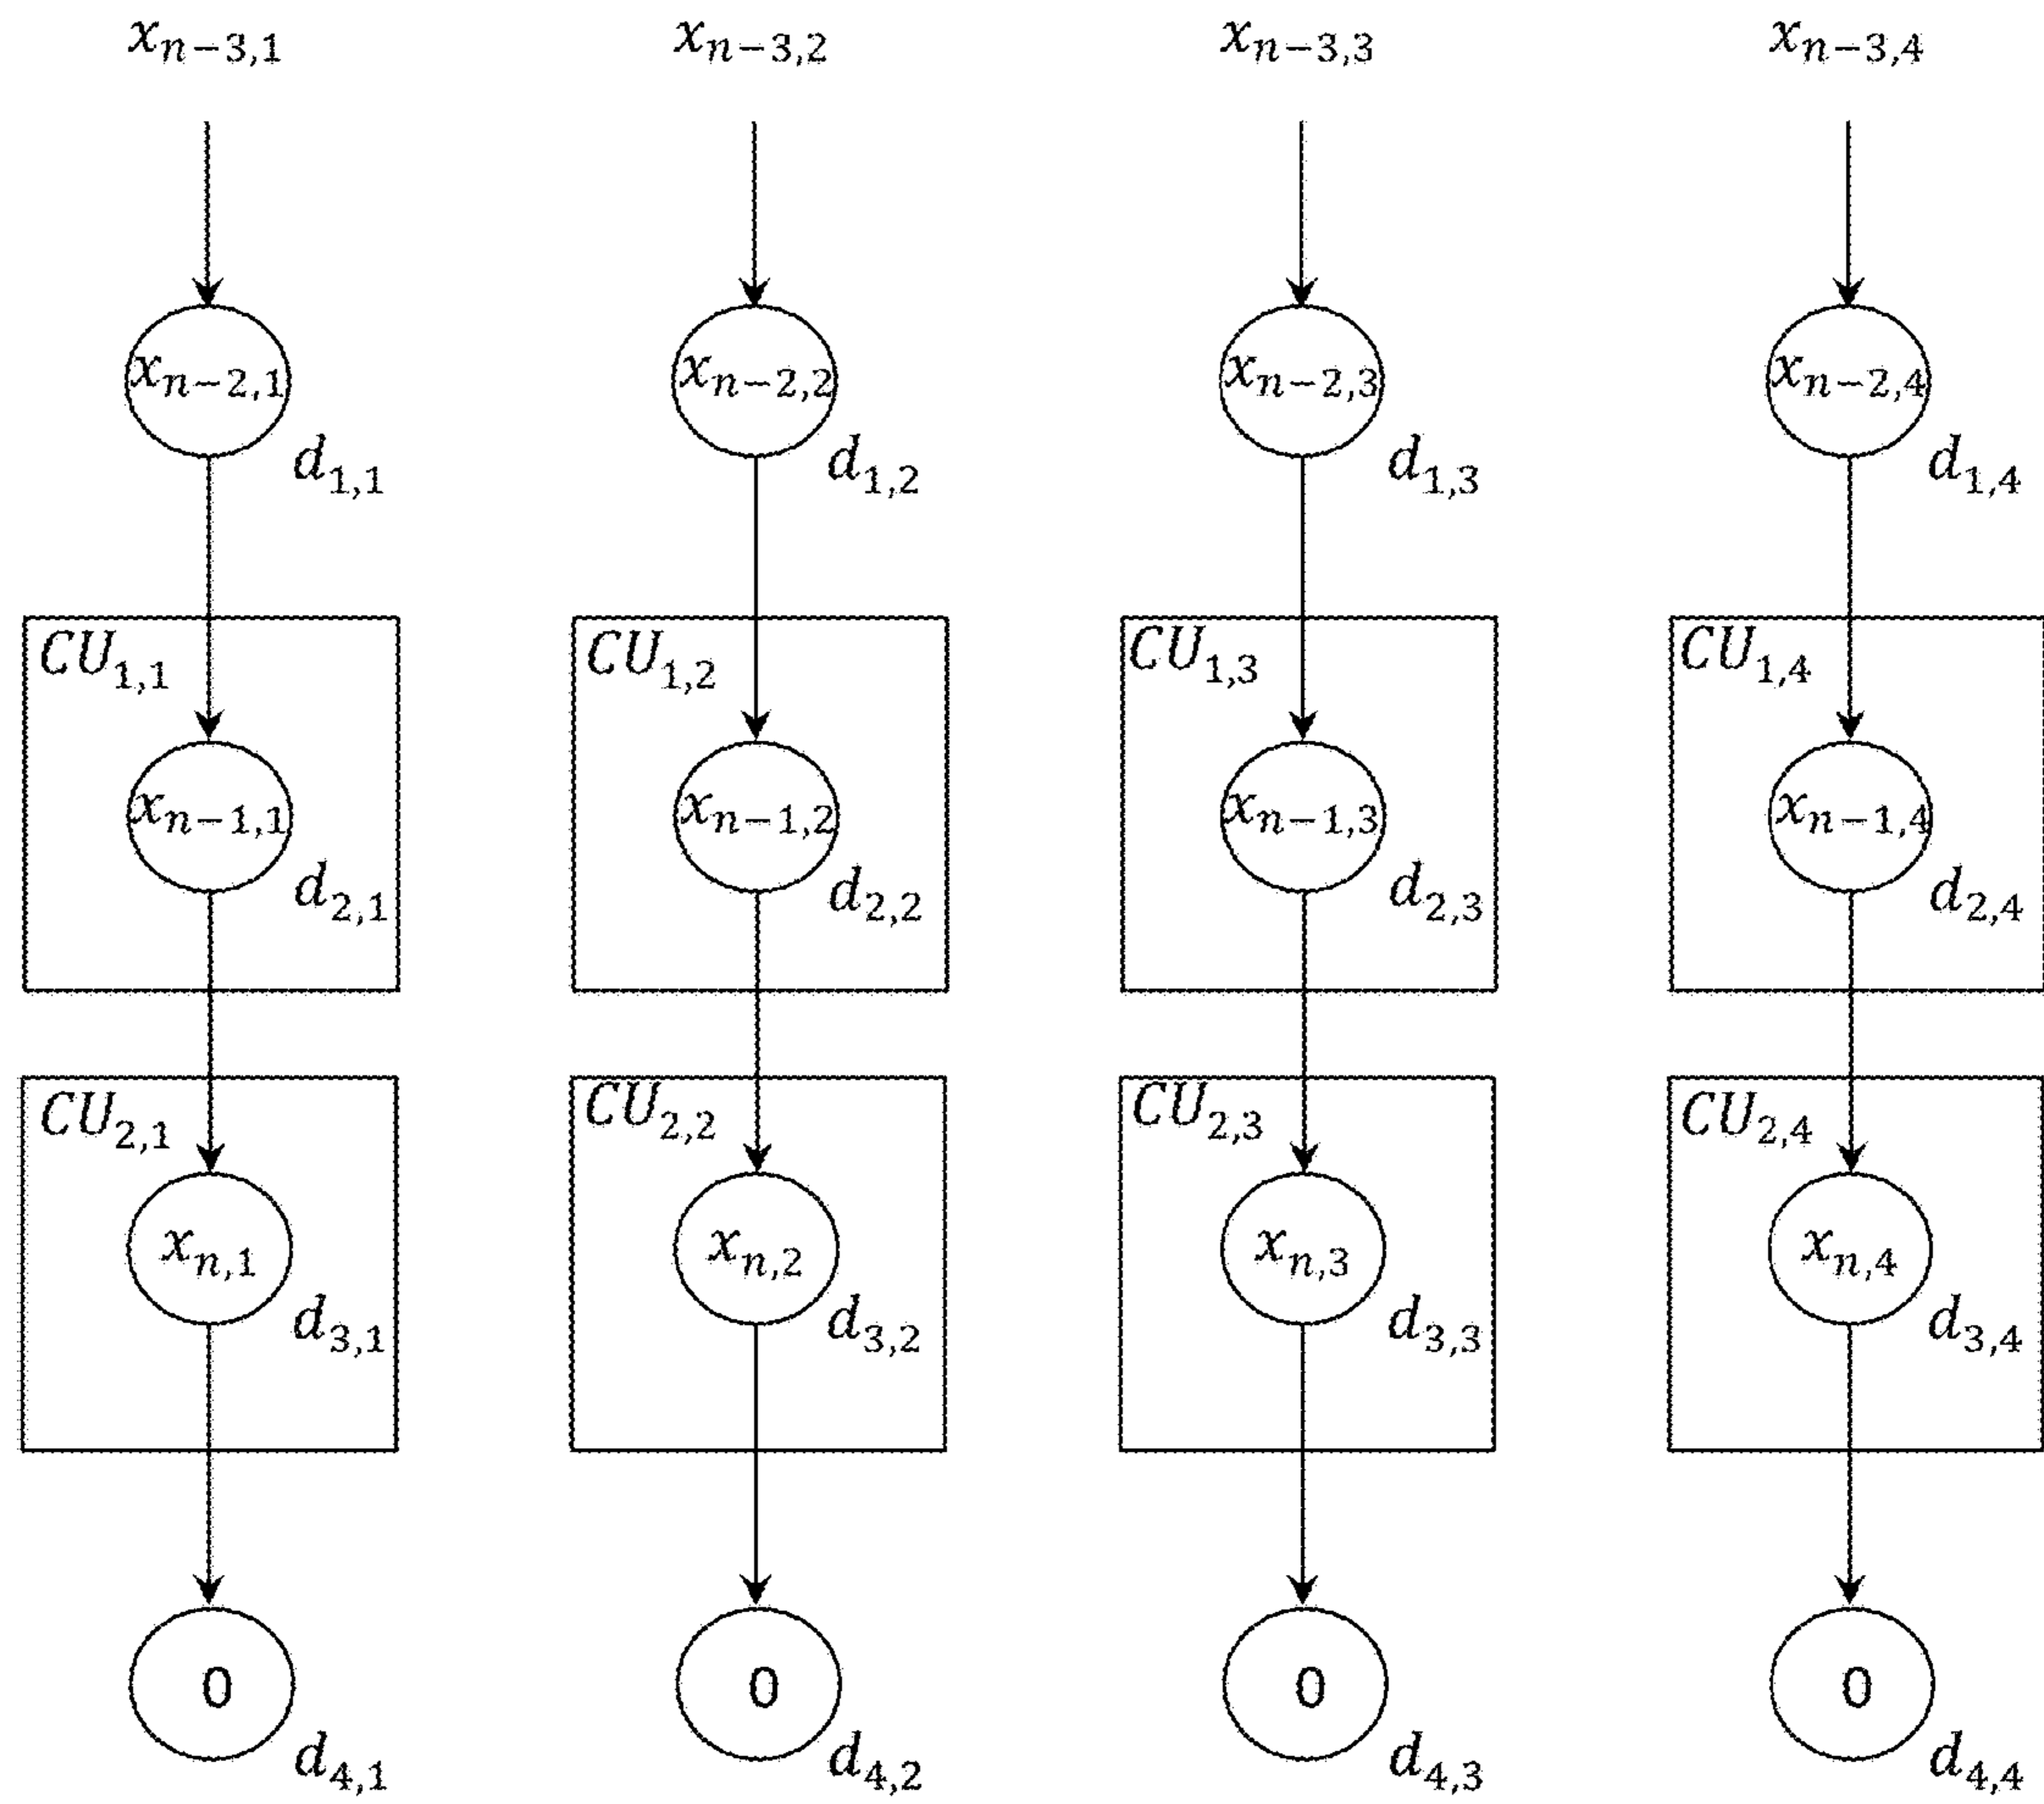 x_{n−3,1} x_{n−3,2} x_{n−3,3} x_{n−3,4}
x_{n−2,1} x_{n−2,2} x_{n−2,3} x_{n−2,4}
d_{1,1} d_{1,2} d_{1,3} d_{1,4}
CU_{1,1} CU_{1,2} CU_{1,3} CU_{1,4}
x_{n−1,1} x_{n−1,2} x_{n−1,3} x_{n−1,4}
d_{2,1} d_{2,2} d_{2,3} d_{2,4}
CU_{2,1} CU_{2,2} CU_{2,3} CU_{2,4}
x_{n,1} x_{n,2} x_{n,3} x_{n,4}
d_{3,1} d_{3,2} d_{3,3} d_{3,4}
0 0 0 0
d_{4,1} d_{4,2} d_{4,3} d_{4,4}